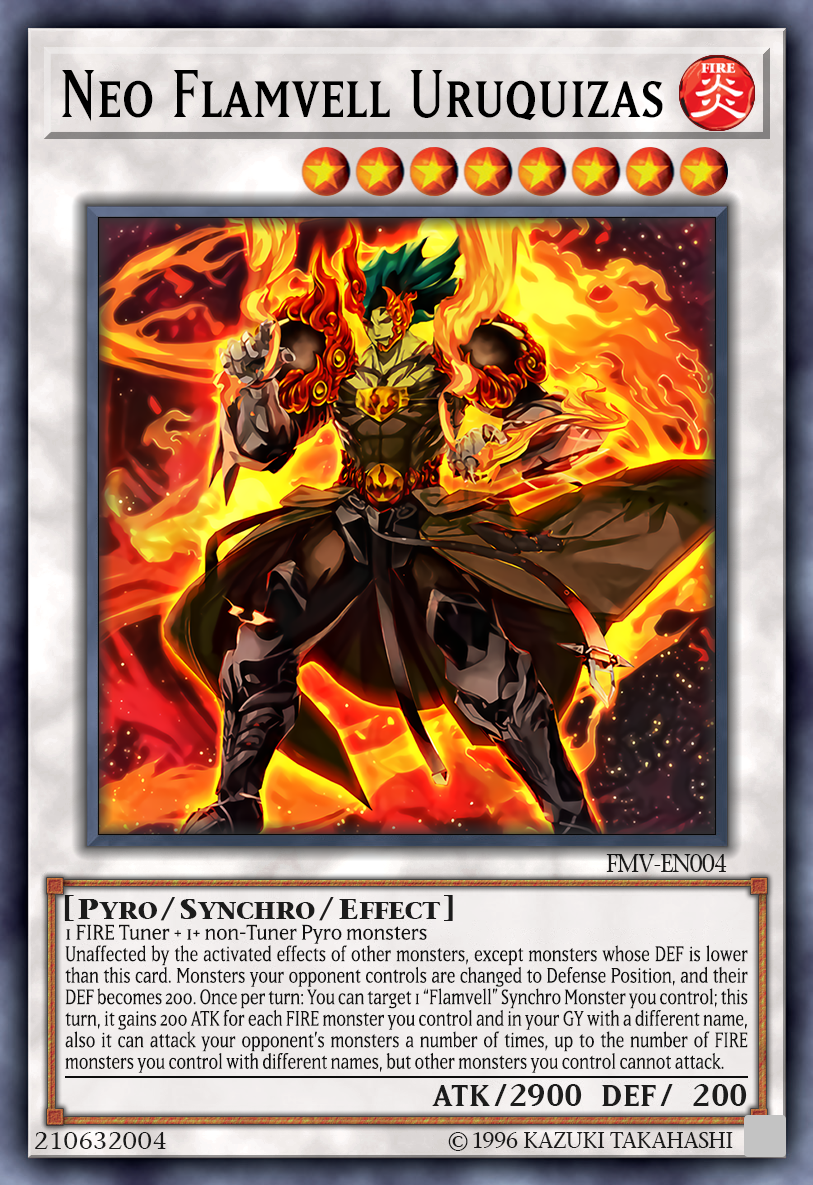 Neo Flamvell Uruquizas
FIRE
炎
FMV-EN004
[Pyro/Synchro/Effect]
1 FIRE Tuner + 1+ non-Tuner Pyro monsters
Unaffected by the activated effects of other monsters, except monsters whose DEF is lower
than this card. Monsters your opponent controls are changed to Defense Position, and their
DEF becomes 200. Once per turn: You can target 1 “Flamvell” Synchro Monster you control; this
turn, it gains 200 ATK for each FIRE monster you control and in your GY with a different name,
also it can attack your opponent’s monsters a number of times, up to the number of FIRE
monsters you control with different names, but other monsters you control cannot attack.
ATK/2900 DEF/ 200
210632004
© 1996 KAZUKI TAKAHASHI